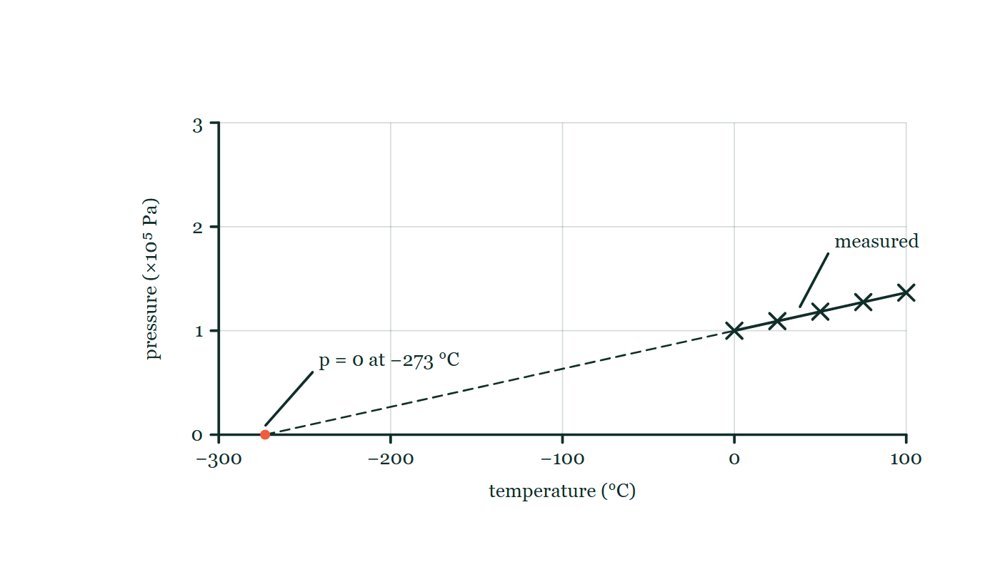 3
2
1
0
pressure (×10⁵ Pa)
measured
p = 0 at −273 °C
−300
−200
−100
0
100
temperature (°C)